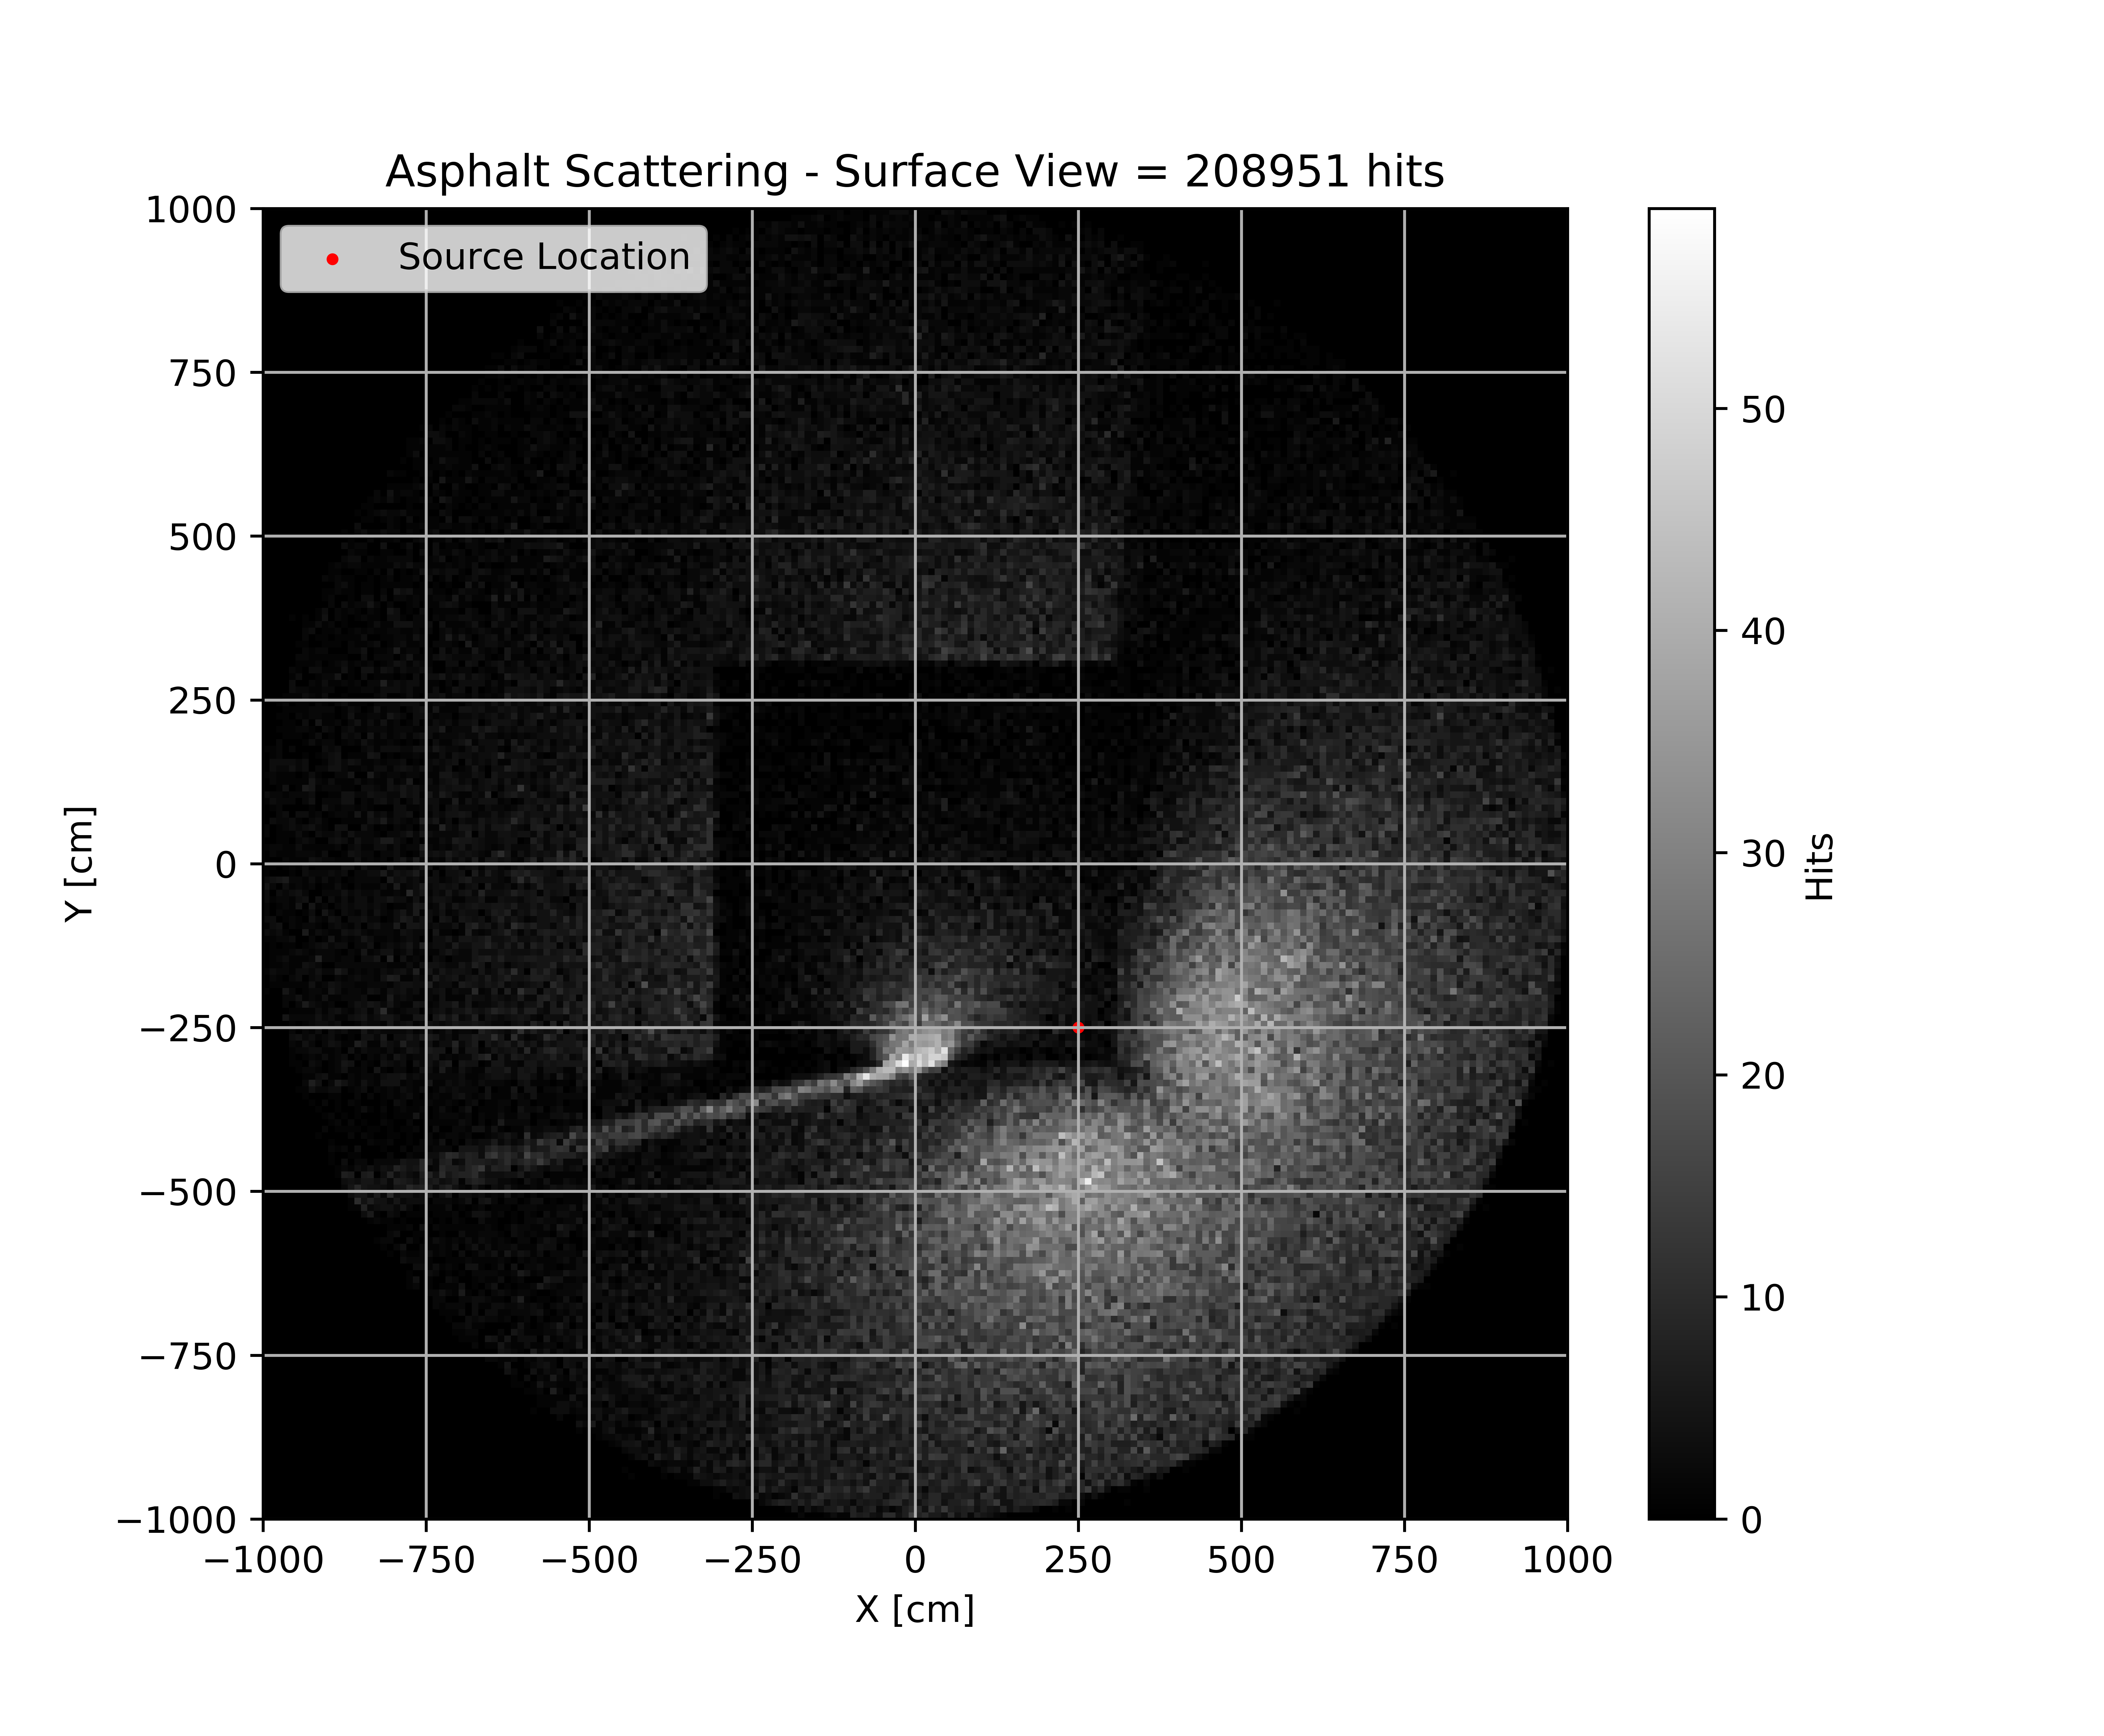 Asphalt Scattering - Surface View = 208951 hits
Source Location
1000
750
500
250
0
−250
−500
−750
−1000
Y [cm]
−1000 −750 −500 −250 0 250 500 750 1000
X [cm]
50
40
30
20
10
0
Hits